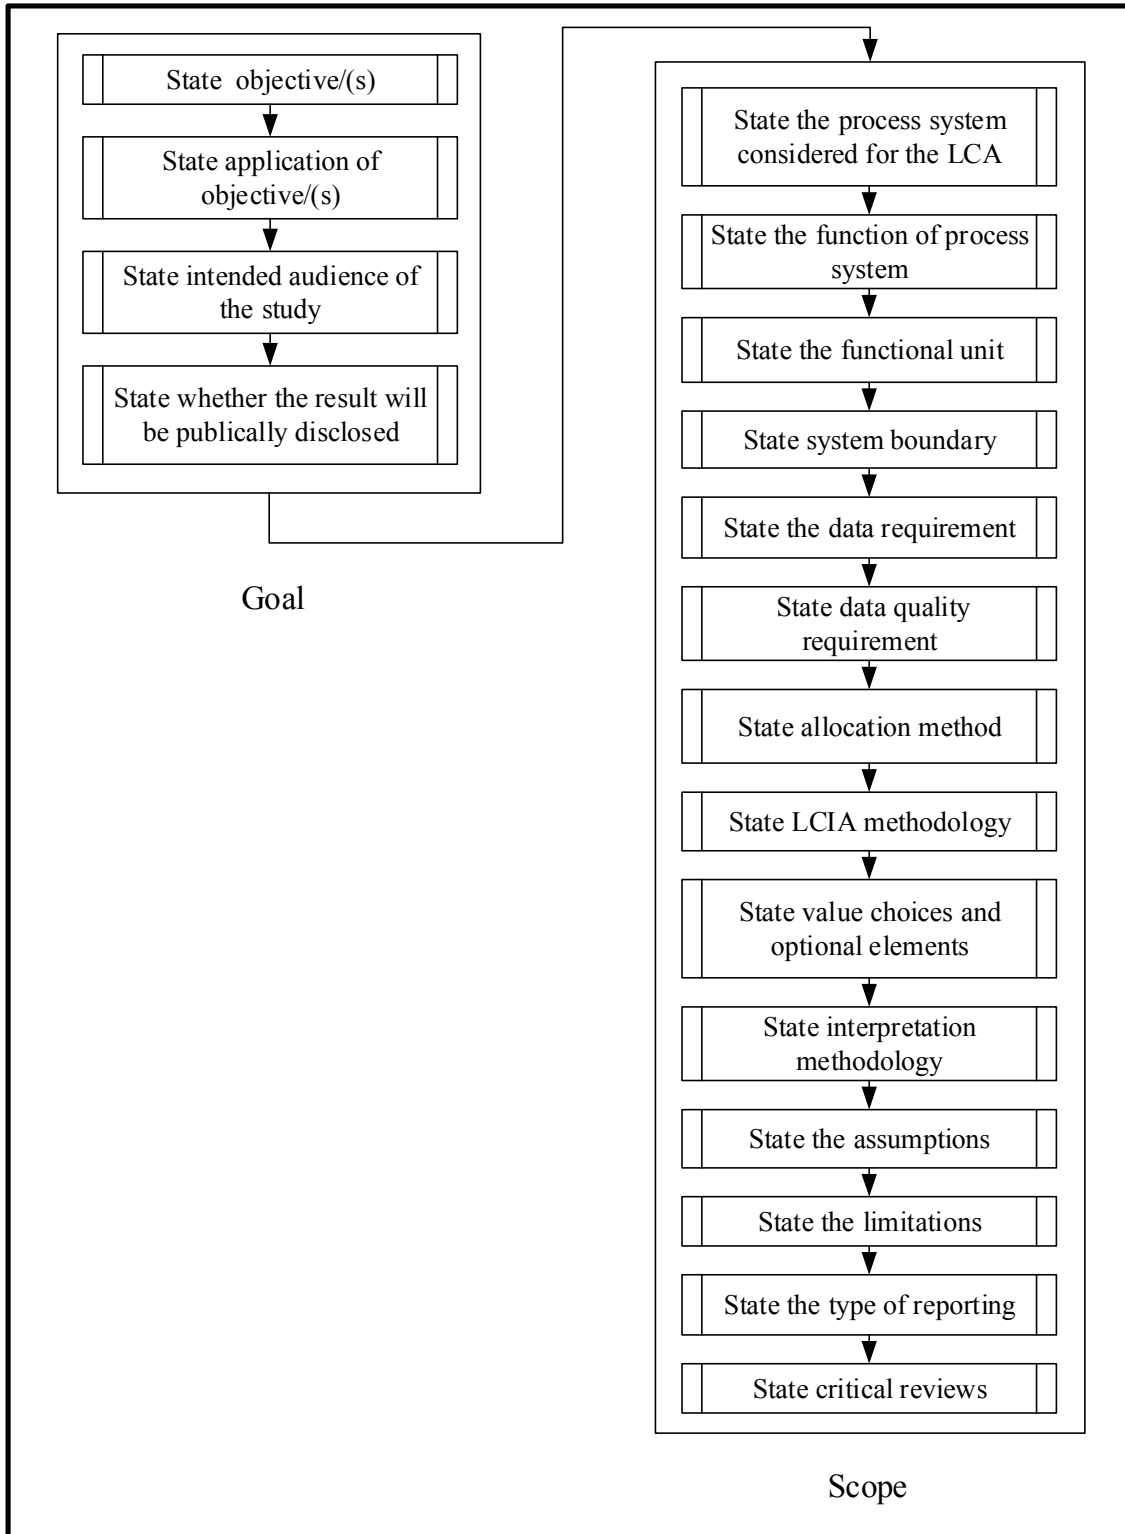 State objective/(s)
State application of
objective/(s)
State intended audience of
the study
State whether the result will
be publically disclosed
Goal
State the process system
considered for the LCA
State the function of process
system
State the functional unit
State system boundary
State the data requirement
State data quality
requirement
State allocation method
State LCIA methodology
State value choices and
optional elements
State interpretation
methodology
State the assumptions
State the limitations
State the type of reporting
State critical reviews
Scope